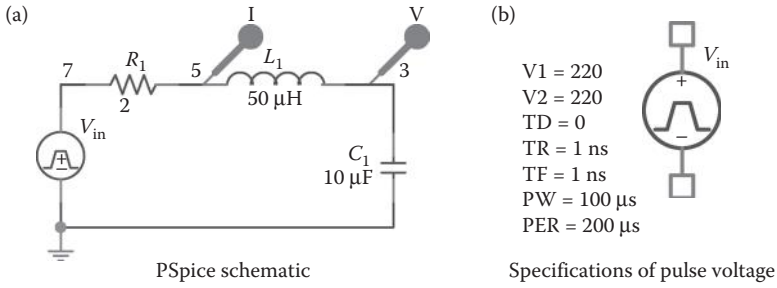 (a)
I
V
7
R1
5
L1
3
2
50 μH
Vin
C1
10 μF
PSpice schematic
(b)
Vin
V1 = 220
V2 = 220
TD = 0
TR = 1 ns
TF = 1 ns
PW = 100 μs
PER = 200 μs
Specifications of pulse voltage